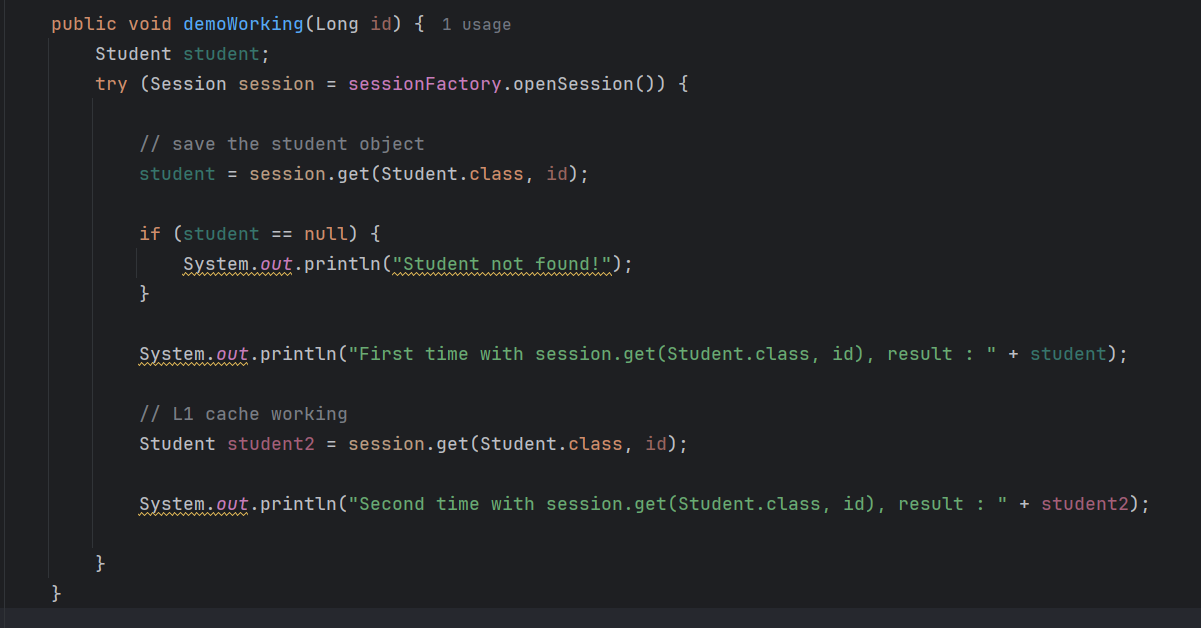 public void demoWorking(Long id) { 1 usage
Student student;
try (Session session = sessionFactory.openSession()) {
// save the student object
student = session.get(Student.class, id);
if (student == null) {
System.out.println("Student not found!");
}
System.out.println("First time with session.get(Student.class, id), result : " + student);
// L1 cache working
Student student2 = session.get(Student.class, id);
System.out.println("Second time with session.get(Student.class, id), result : " + student2);
}
}